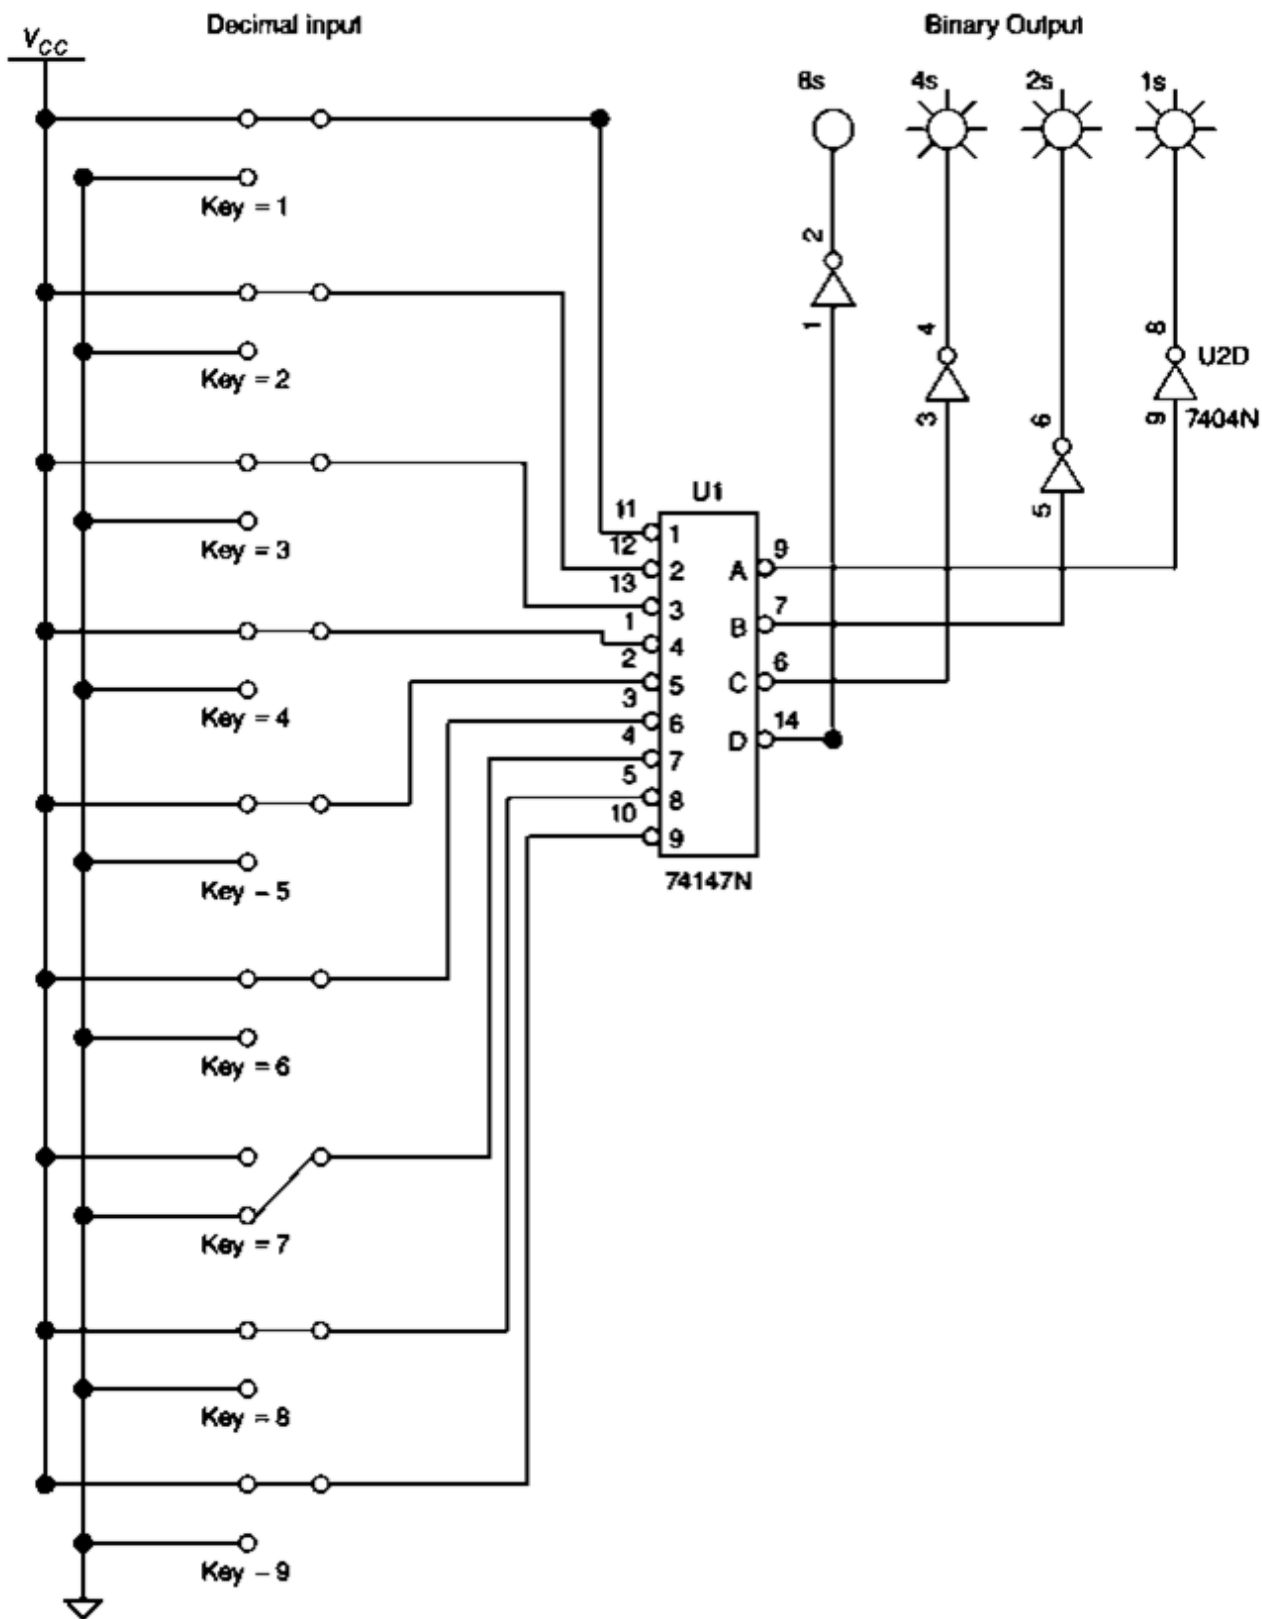 Decimal input
Binary Output
VCC
8s 4s 2s 1s
Key = 1
2
Key = 2
4
8
U2D
1
3
9
7404N
6
Key = 3
5
U1
11
1
12
2
13
3
1
4
2
5
3
6
4
7
5
8
10
9
A
9
B
7
C
6
D
14
74147N
Key = 4
Key – 5
Key = 6
Key = 7
Key = 8
Key – 9